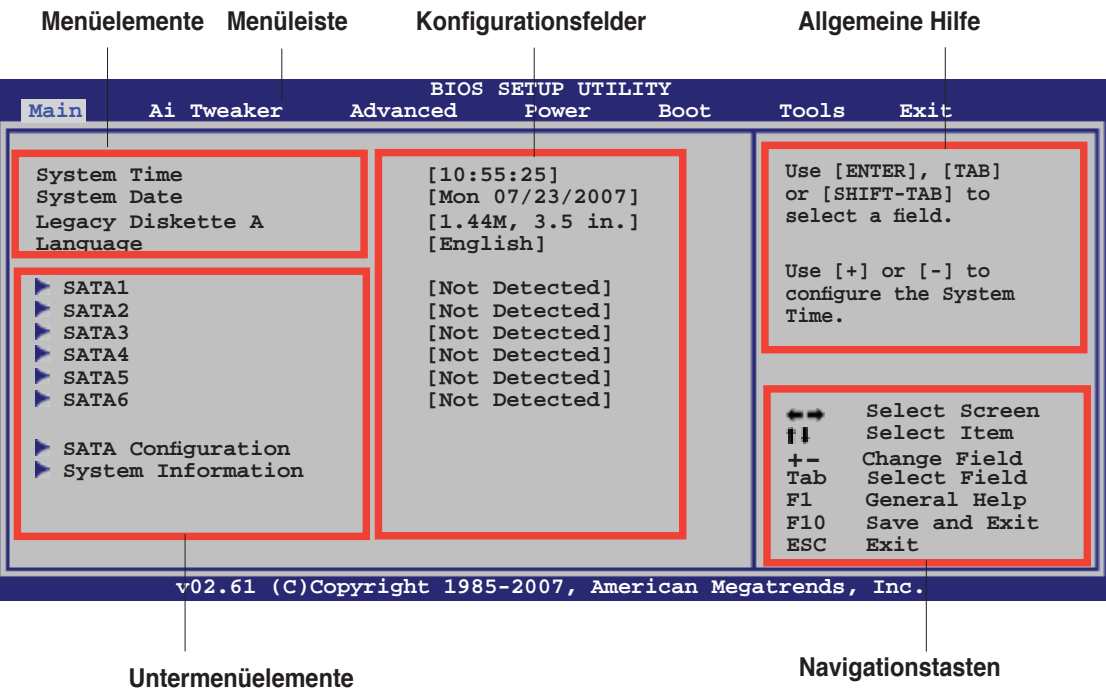 Menüelemente Menüleiste Konfigurationsfelder Allgemeine Hilfe
BIOS SETUP UTILITY
Main Ai Tweaker Advanced Power Boot Tools Exit
System Time [10:55:25]
System Date [Mon 07/23/2007]
Legacy Diskette A [1.44M, 3.5 in.]
Language [English]
SATA1 [Not Detected]
SATA2 [Not Detected]
SATA3 [Not Detected]
SATA4 [Not Detected]
SATA5 [Not Detected]
SATA6 [Not Detected]
SATA Configuration
System Information
Use [ENTER], [TAB]
or [SHIFT-TAB] to
select a field.
Use [+] or [-] to
configure the System
Time.
←→ Select Screen
↑↓ Select Item
+- Change Field
Tab Select Field
F1 General Help
F10 Save and Exit
ESC Exit
v02.61 (C)Copyright 1985-2007, American Megatrends, Inc.
Untermenüelemente Navigationstasten